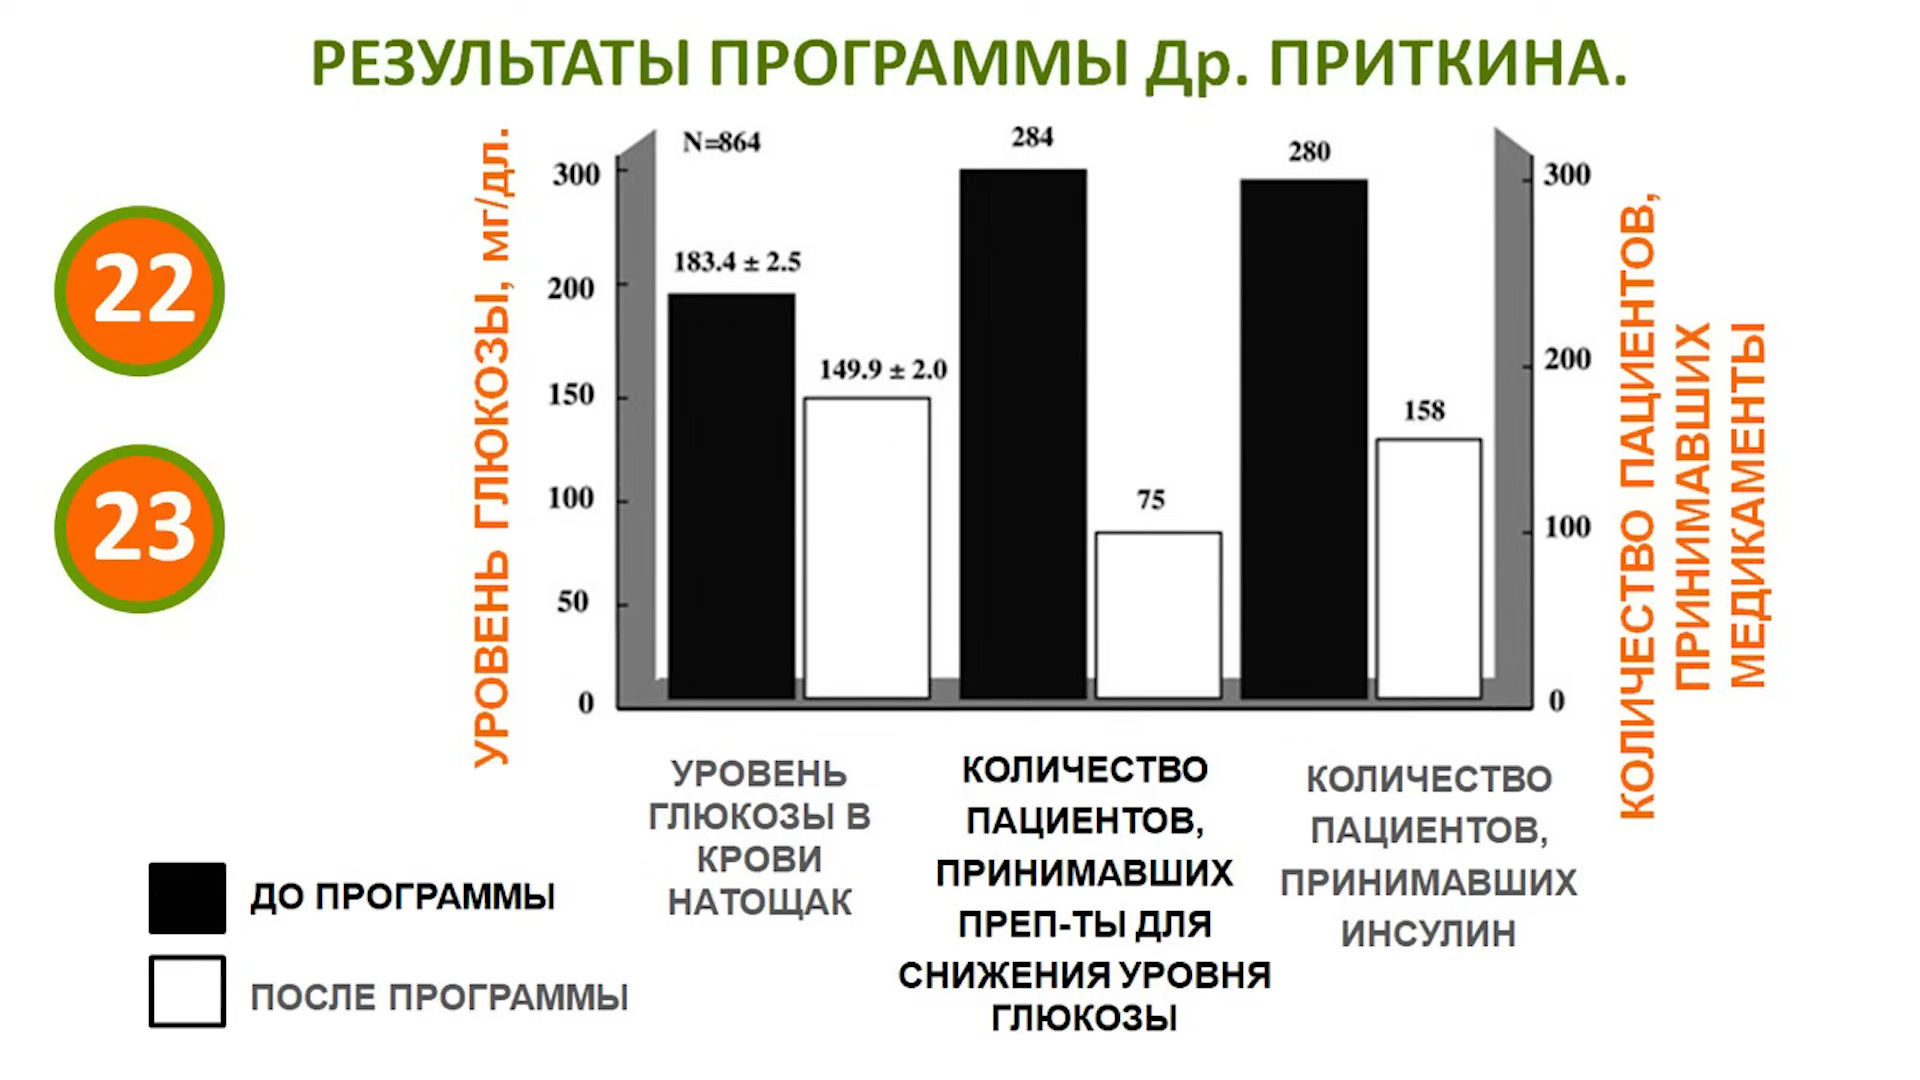 РЕЗУЛЬТАТЫ ПРОГРАММЫ Др. ПРИТКИНА.
22
23
УРОВЕНЬ ГЛЮКОЗЫ, мг/дл.
300
200
150
100
50
0
N=864
183.4 ± 2.5
149.9 ± 2.0
284
75
280
158
300
200
100
0
КОЛИЧЕСТВО ПАЦИЕНТОВ,
ПРИНИМАВШИХ
МЕДИКАМЕНТЫ
УРОВЕНЬ
ГЛЮКОЗЫ В
КРОВИ
НАТОЩАК
КОЛИЧЕСТВО
ПАЦИЕНТОВ,
ПРИНИМАВШИХ
ПРЕП-ТЫ ДЛЯ
СНИЖЕНИЯ УРОВНЯ
ГЛЮКОЗЫ
КОЛИЧЕСТВО
ПАЦИЕНТОВ,
ПРИНИМАВШИХ
ИНСУЛИН
ДО ПРОГРАММЫ
ПОСЛЕ ПРОГРАММЫ